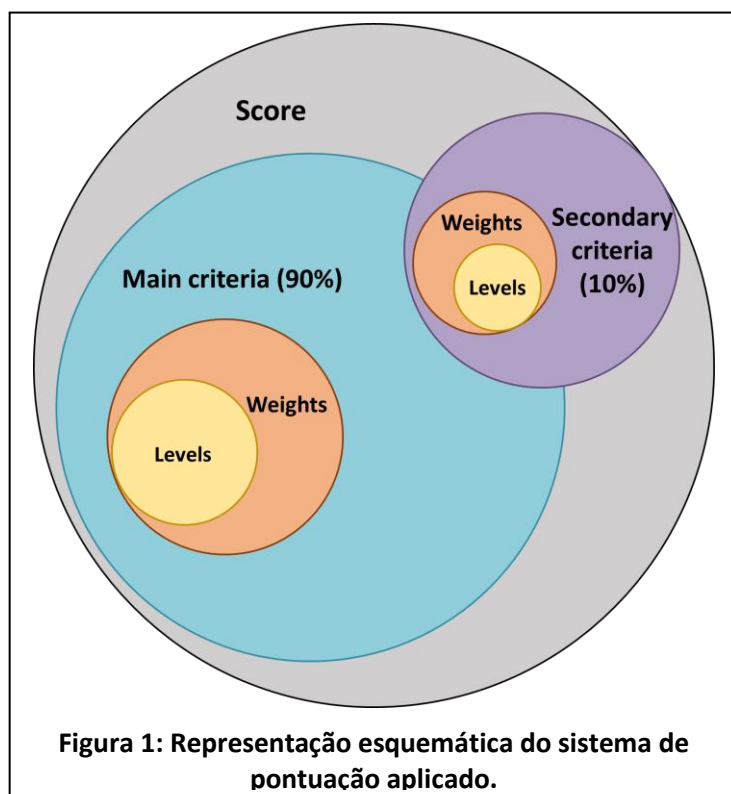 Score
Main criteria (90%)
Weights
Levels
Weights
Levels
Secondary
criteria
(10%)
Figura 1: Representação esquemática do sistema de
pontuação aplicado.